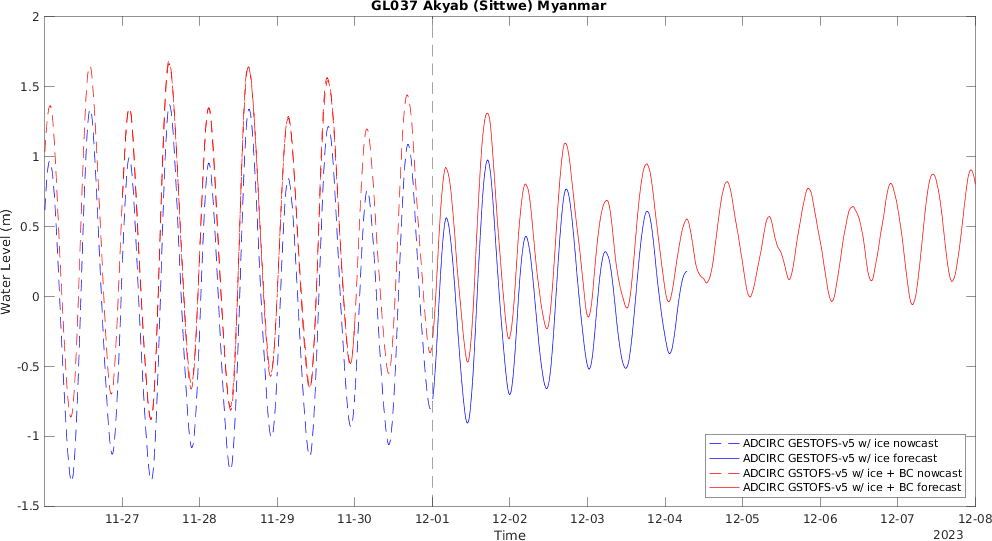 GL037 Akyab (Sittwe) Myanmar
2
1.5
1
0.5
0
-0.5
-1
-1.5
Water Level (m)
11-27 11-28 11-29 11-30 12-01 12-02 12-03 12-04 12-05 12-06 12-07 12-08
Time
2023
ADCIRC GESTOFS-v5 w/ ice nowcast
ADCIRC GESTOFS-v5 w/ ice forecast
ADCIRC GSTOFS-v5 w/ ice + BC nowcast
ADCIRC GSTOFS-v5 w/ ice + BC forecast